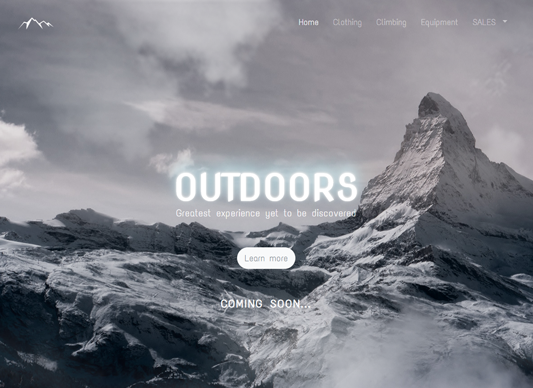 Home Clothing Climbing Equipment SALES
OUTDOORS
Greatest experience yet to be discovered
Learn more
COMING SOON...